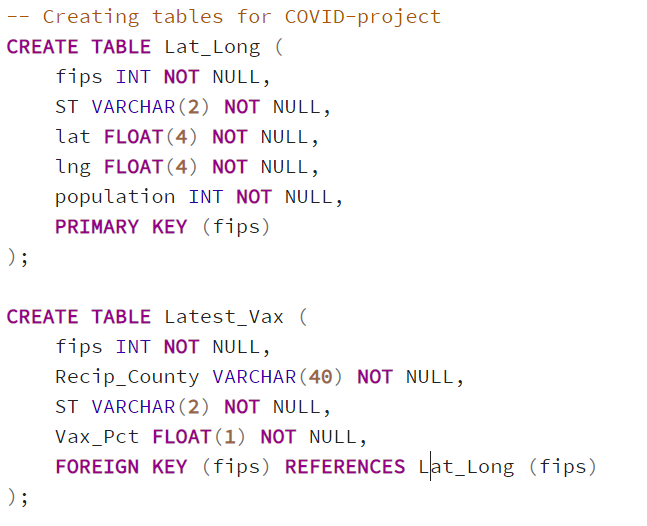 -- Creating tables for COVID-project
CREATE TABLE Lat_Long (
    fips INT NOT NULL,
    ST VARCHAR(2) NOT NULL,
    lat FLOAT(4) NOT NULL,
    lng FLOAT(4) NOT NULL,
    population INT NOT NULL,
    PRIMARY KEY (fips)
);

CREATE TABLE Latest_Vax (
    fips INT NOT NULL,
    Recip_County VARCHAR(40) NOT NULL,
    ST VARCHAR(2) NOT NULL,
    Vax_Pct FLOAT(1) NOT NULL,
    FOREIGN KEY (fips) REFERENCES Lat_Long (fips)
);